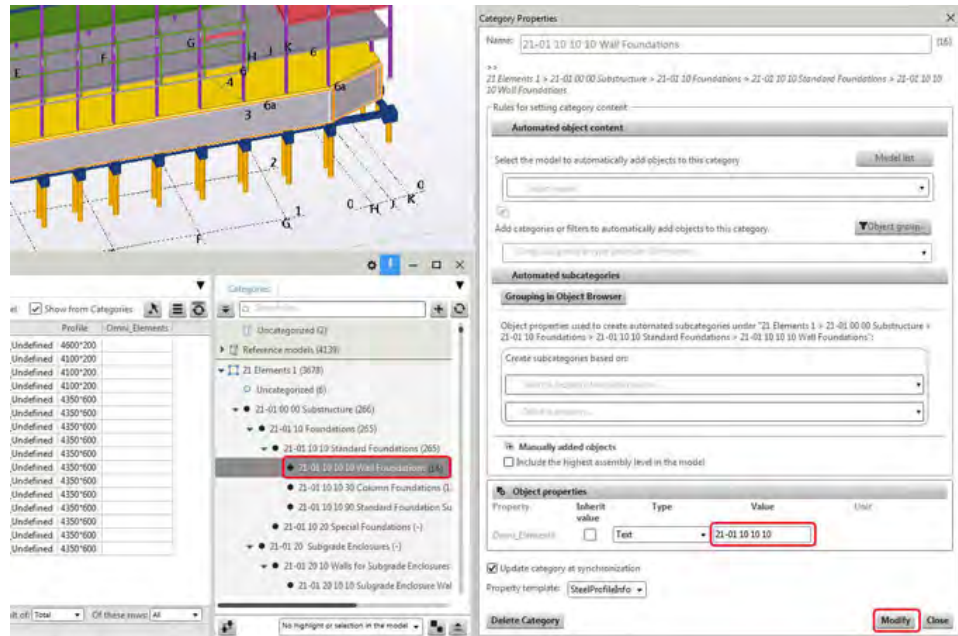 E
F
G
H
J
K
6
6
4
6a
6a
3
2
1
0
0
H
J
K
G
F
Show from Categories
Profile Omni_Elements
Undefined 4600*200
Undefined 4100*200
Undefined 4100*200
Undefined 4100*200
Undefined 4350*600
Undefined 4350*600
Undefined 4350*600
Undefined 4350*600
Undefined 4350*600
Undefined 4350*600
Undefined 4350*600
Undefined 4350*600
Undefined 4350*600
Undefined 4350*600
Undefined 4350*600
Undefined 4350*600
Total Of these rows: All
Categories
Uncategorized (2)
Reference models (4139)
21 Elements 1 (3678)
Uncategorized (6)
21-01 00 00 Substructure (266)
21-01 10 Foundations (265)
21-01 10 10 Standard Foundations (265)
21-01 10 10 10 Wall Foundations (16)
21-01 10 10 30 Column Foundations (1
21-01 10 10 90 Standard Foundation Su
21-01 10 20 Special Foundations (-)
21-01 20 Subgrade Enclosures (-)
21-01 20 10 Walls for Subgrade Enclosures
21-01 20 10 10 Subgrade Enclosure Wal
No highlight or selection in the model
Category Properties
Name: 21-01 10 10 10 Wall Foundations (16)
>>
21 Elements 1 > 21-01 00 00 Substructure > 21-01 10 Foundations > 21-01 10 10 Standard Foundations > 21-01 10 10
10 Wall Foundations
Rules for setting category content
Automated object content
Select the model to automatically add objects to this category Model list
Add categories or filters to automatically add objects to this category. Object group...
Automated subcategories
Grouping in Object Browser
Object properties used to create automated subcategories under "21 Elements 1 > 21-01 00 00 Substructure >
21-01 10 Foundations > 21-01 10 10 Standard Foundations > 21-01 10 10 10 Wall Foundations":
Create subcategories based on:
Manually added objects
Include the highest assembly level in the model
Object properties
Property Inherit value Type Value Unit
Omni_Elements Text 21-01 10 10 10
Update category at synchronization
Property template: SteelProfileInfo
Delete Category Modify Close